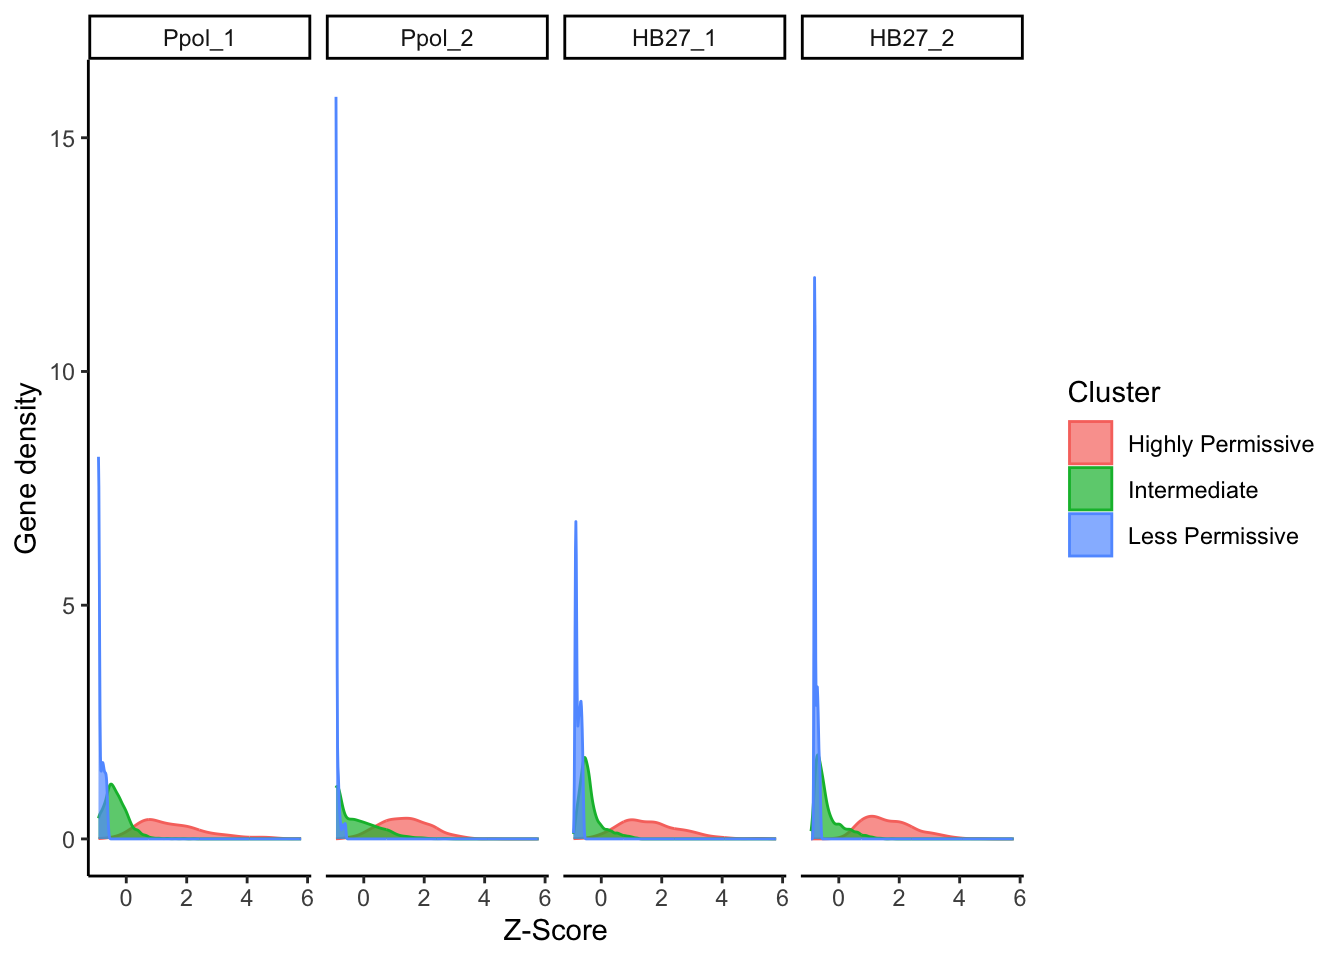 Ppol_1
Ppol_2
HB27_1
HB27_2
15
10
5
0
Gene density
0 2 4 6
0 2 4 6
0 2 4 6
0 2 4 6
Z-Score
Cluster
Highly Permissive
Intermediate
Less Permissive